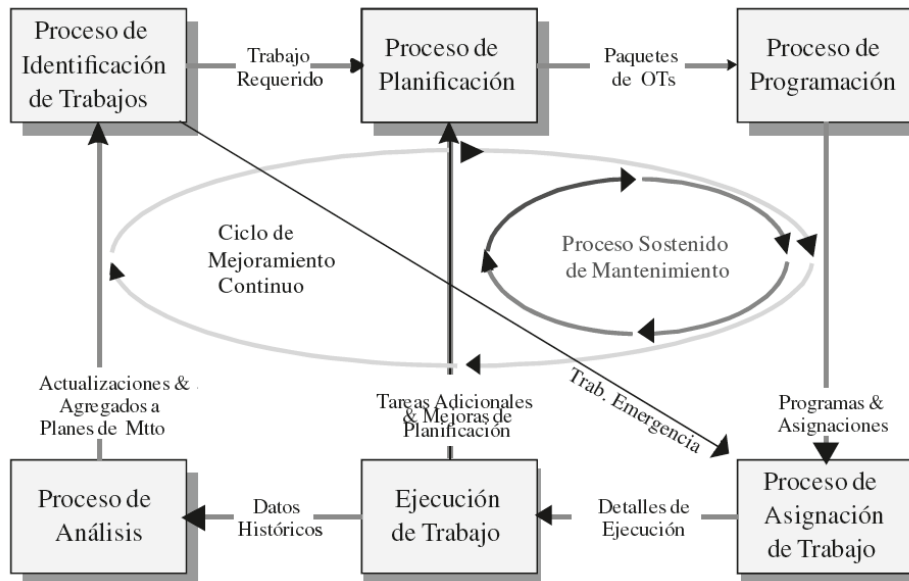 Proceso de
Identificación
de Trabajos
Trabajo
Requerido
Proceso de
Planificación
Paquetes
de OTs
Proceso de
Programación
Ciclo de
Mejoramiento
Continuo
Proceso Sostenido
de Mantenimiento
Trab. Emergencia
Actualizaciones &
Agregados a
Planes de Mtto
Tareas Adicionales
& Mejoras de
Planificación
Programas &
Asignaciones
Proceso de
Análisis
Datos
Históricos
Ejecución
de Trabajo
Detalles de
Ejecución
Proceso de
Asignación
de Trabajo